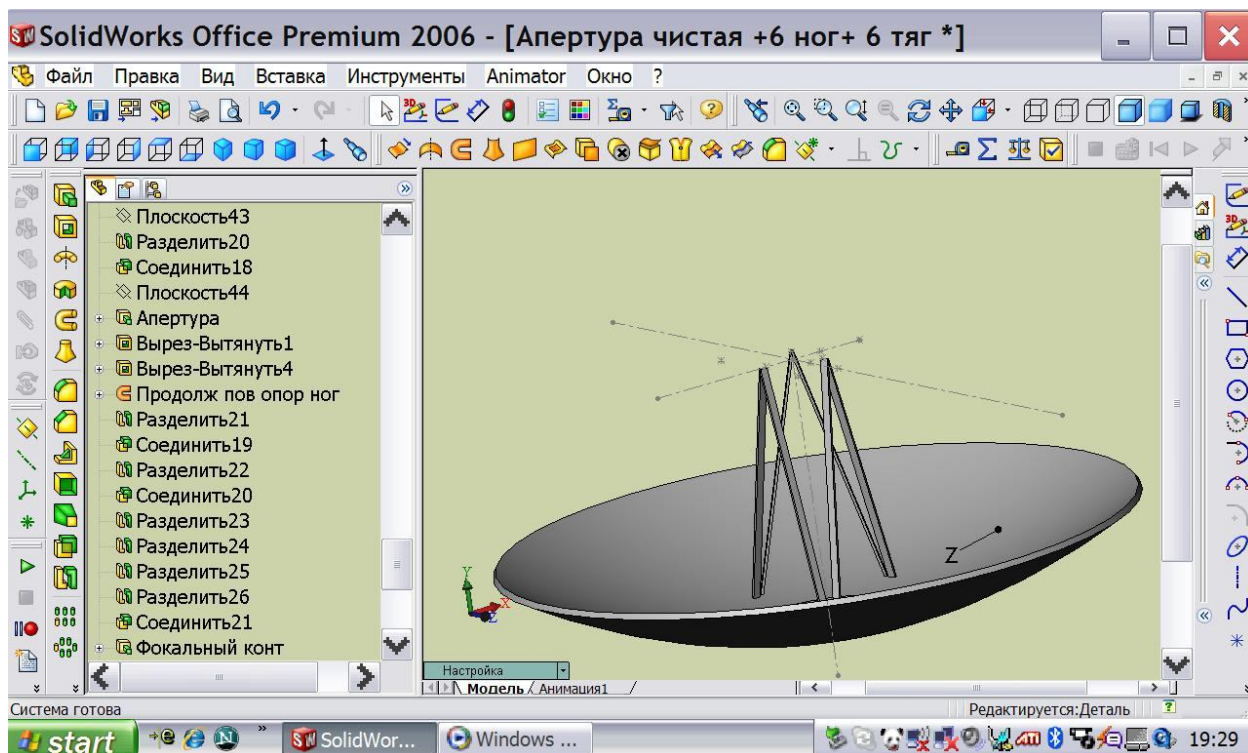 SolidWorks Office Premium 2006 - [Апертура чистая +6 ног+ 6 тяг *]
Файл Правка Вид Вставка Инструменты Animator Окно ?
Плоскость43
Разделить20
Соединить18
Плоскость44
Апертура
Вырез-Вытянуть1
Вырез-Вытянуть4
Продолж пов опор ног
Разделить21
Соединить19
Разделить22
Соединить20
Разделить23
Разделить24
Разделить25
Разделить26
Соединить21
Фокальный конт
Z
Y
X
Z
Настройка
Модель Анимация1
Система готова
Редактируется:Деталь
start
SolidWor...
Windows ...
19:29